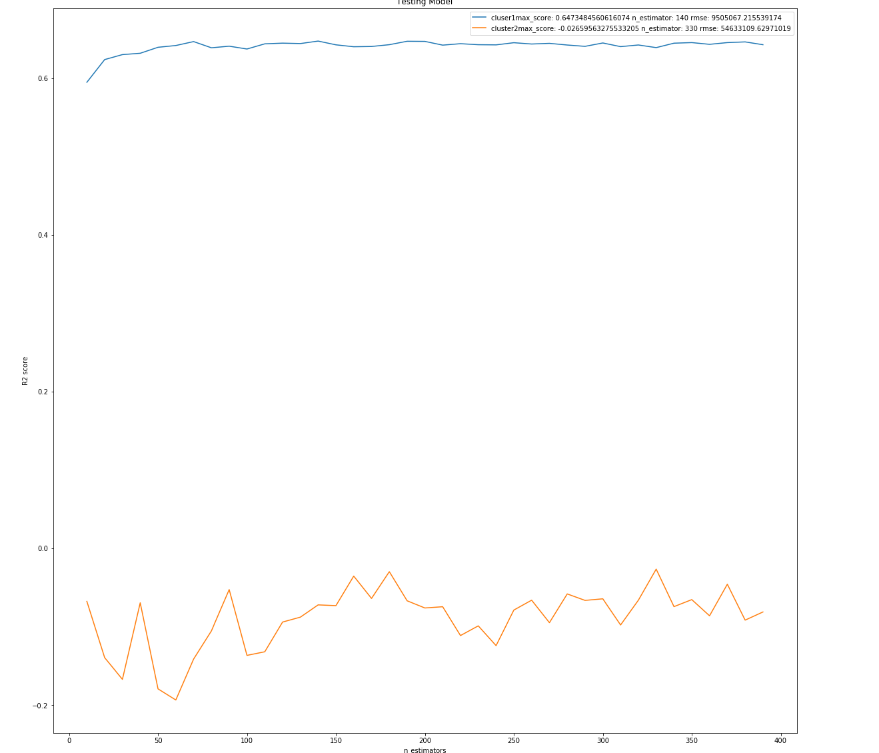 Testing Model
cluser1max_score: 0.6473484560616074 n_estimator: 140 rmse: 9505067.215539174
cluster2max_score: -0.02659563275533205 n_estimator: 330 rmse: 54633109.62971019
0.6
0.4
R2 score
0.2
0.0
−0.2
0 50 100 150 200 250 300 350 400
n estimators